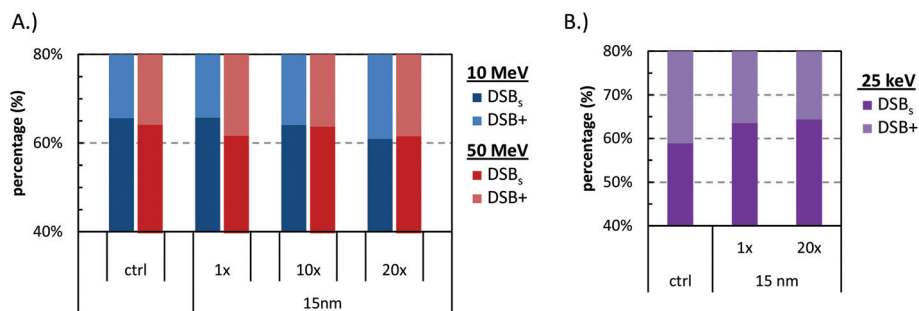 A.)
80%
60%
40%
percentage (%)
ctrl
1x
10x
20x
15nm
10 MeV
DSBs
DSB+
50 MeV
DSBs
DSB+
B.)
80%
70%
60%
50%
40%
percentage (%)
1x
20x
ctrl
15 nm
25 keV
DSBs
DSB+